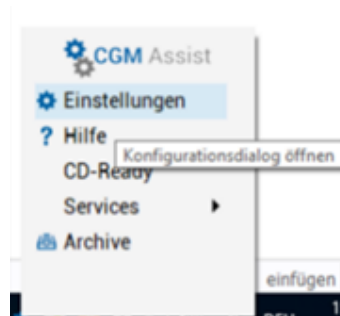 CGM Assist
Einstellungen
? Hilfe
Konfigurationsdialog öffnen
CD-Ready
Services
Archive
einfügen